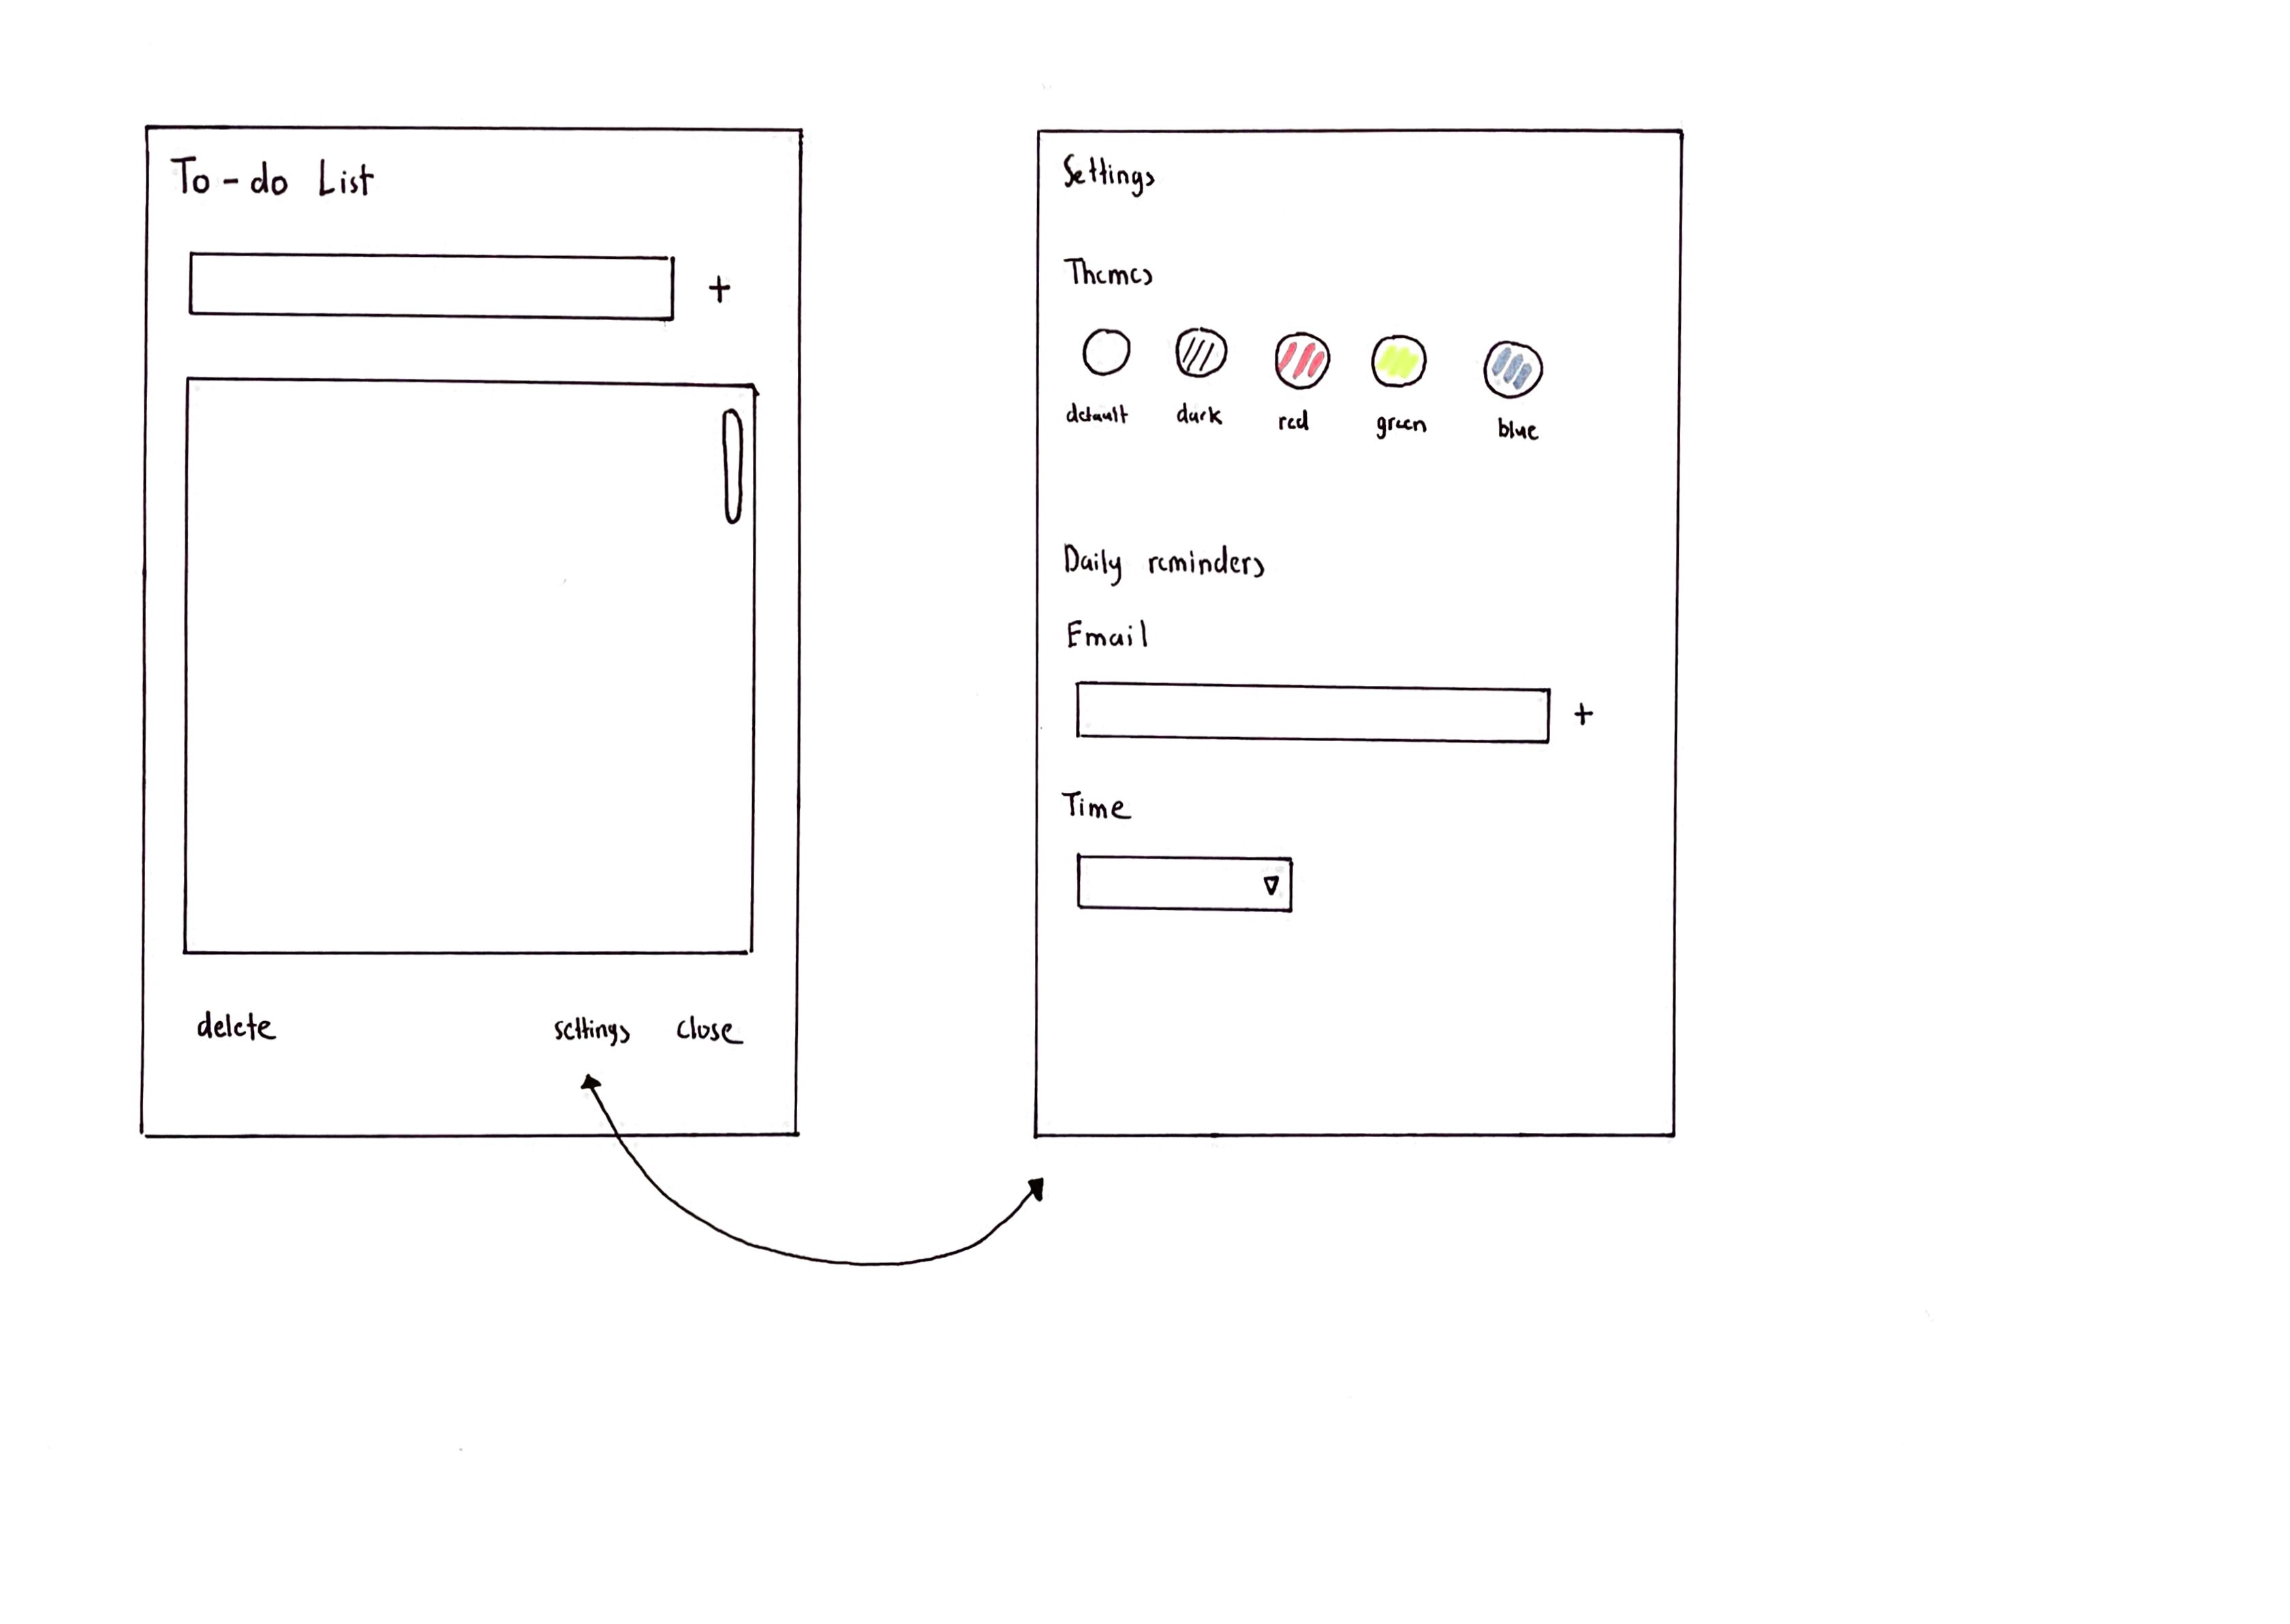 To-do List
+
delete settings close
Settings
Themes
default dark red green blue
Daily reminders
Email
+
Time